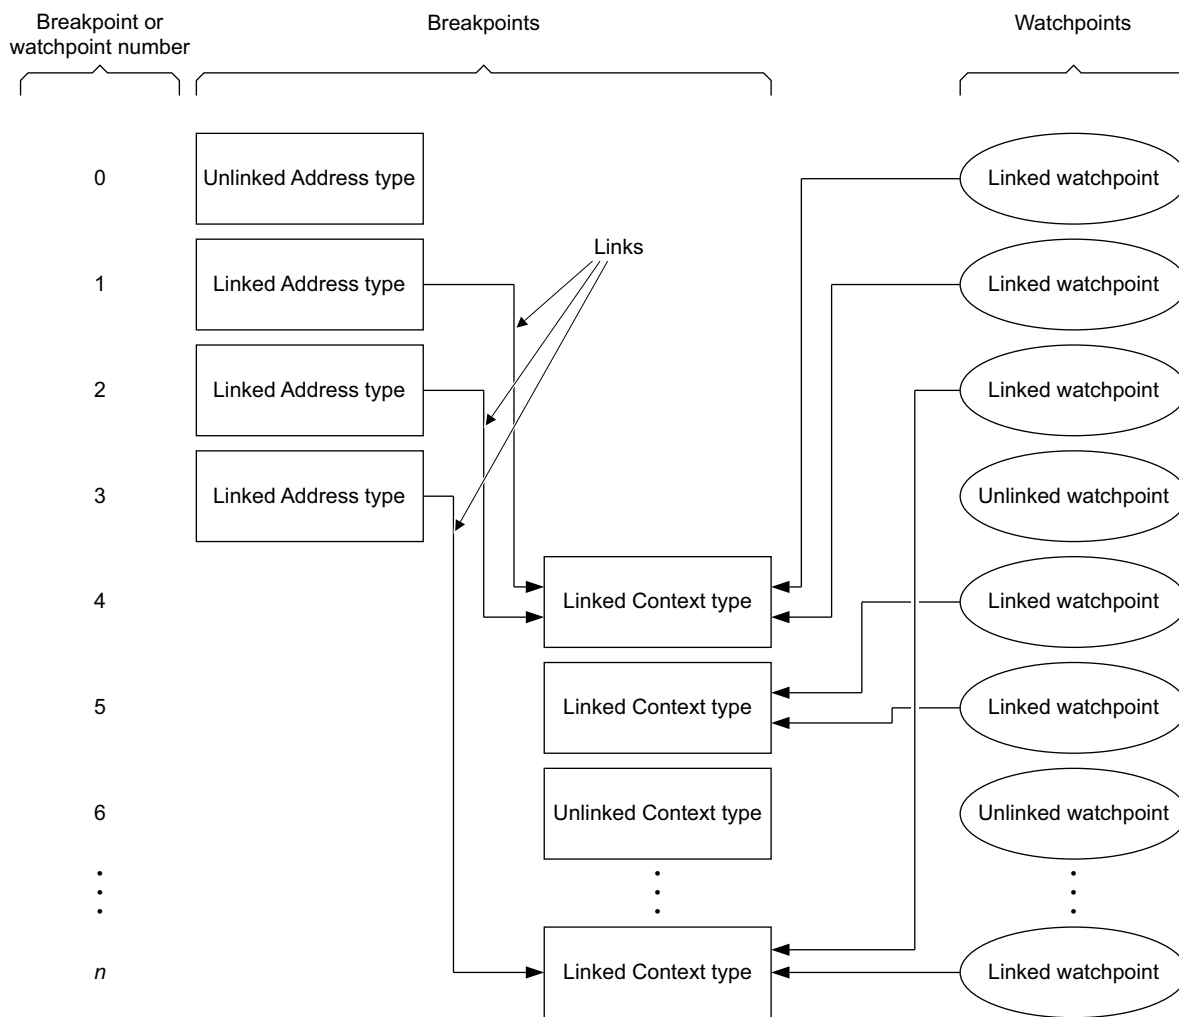 Breakpoint or
watchpoint number
Breakpoints
Watchpoints
0
Unlinked Address type
Linked watchpoint
Links
1
Linked Address type
Linked watchpoint
2
Linked Address type
Linked watchpoint
3
Linked Address type
Unlinked watchpoint
4
Linked Context type
Linked watchpoint
5
Linked Context type
Linked watchpoint
6
Unlinked Context type
Unlinked watchpoint
n
Linked Context type
Linked watchpoint